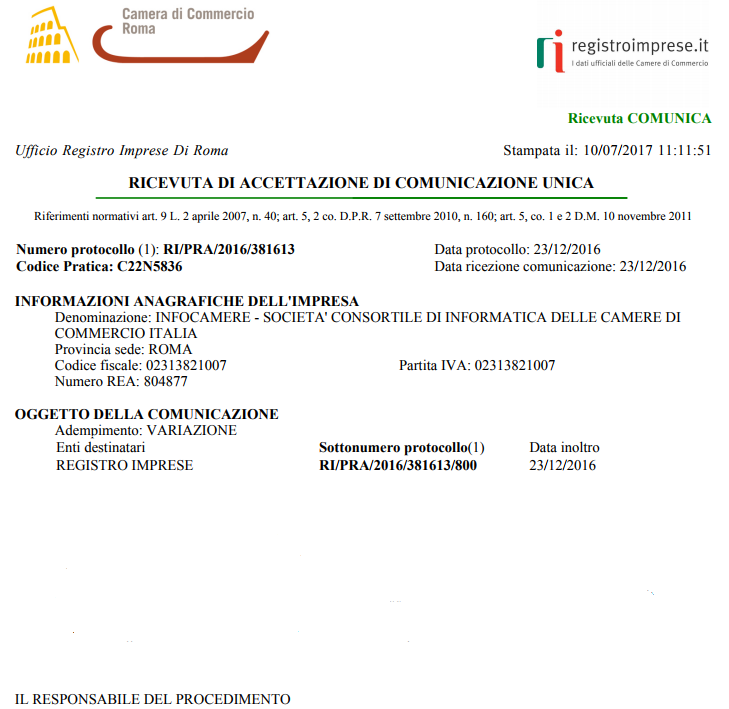 Camera di Commercio
Roma
registroimprese.it
I dati ufficiali delle Camere di Commercio
Ricevuta COMUNICA
Ufficio Registro Imprese Di Roma Stampata il: 10/07/2017 11:11:51
RICEVUTA DI ACCETTAZIONE DI COMUNICAZIONE UNICA
Riferimenti normativi art. 9 L. 2 aprile 2007, n. 40; art. 5, 2 co. D.P.R. 7 settembre 2010, n. 160; art. 5, co. 1 e 2 D.M. 10 novembre 2011
Numero protocollo (1): RI/PRA/2016/381613 Data protocollo: 23/12/2016
Codice Pratica: C22N5836 Data ricezione comunicazione: 23/12/2016
INFORMAZIONI ANAGRAFICHE DELL'IMPRESA
Denominazione: INFOCAMERE - SOCIETA' CONSORTILE DI INFORMATICA DELLE CAMERE DI
COMMERCIO ITALIA
Provincia sede: ROMA
Codice fiscale: 02313821007 Partita IVA: 02313821007
Numero REA: 804877
OGGETTO DELLA COMUNICAZIONE
Adempimento: VARIAZIONE
Enti destinatari Sottonumero protocollo(1) Data inoltro
REGISTRO IMPRESE RI/PRA/2016/381613/800 23/12/2016
IL RESPONSABILE DEL PROCEDIMENTO